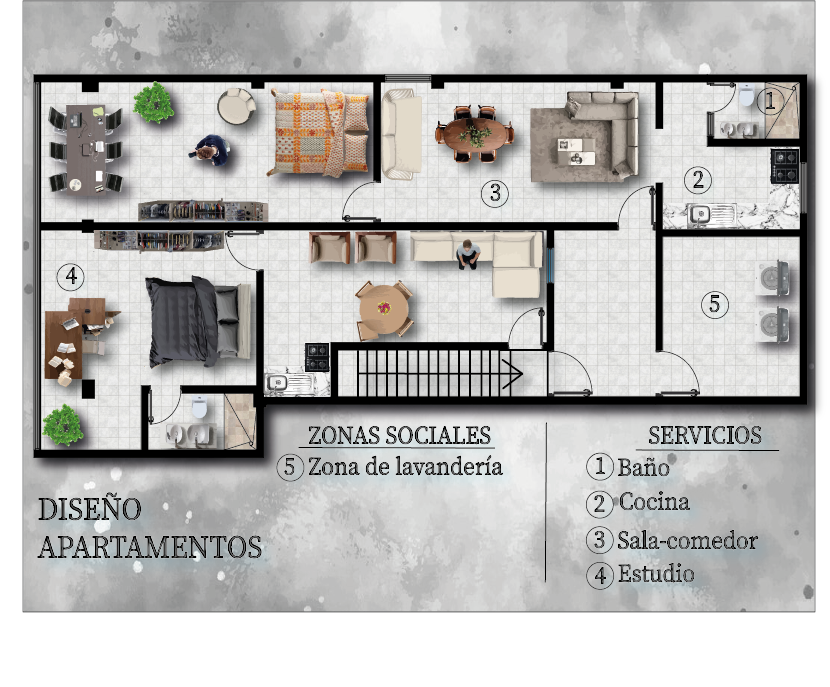 1
2
3
4
5
ZONAS SOCIALES
5 Zona de lavandería
SERVICIOS
1 Baño
2 Cocina
3 Sala-comedor
4 Estudio
DISEÑO
APARTAMENTOS